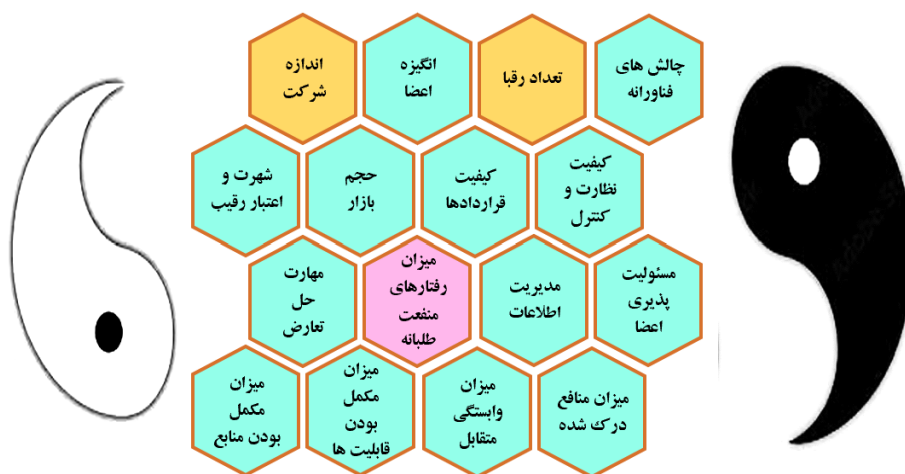 چالش های
فناورانه
تعداد رقبا
انگیزه
اعضا
اندازه
شرکت
کیفیت
نظارت و
کنترل
کیفیت
قراردادها
حجم
بازار
شهرت و
اعتبار رقیب
مسئولیت
پذیری
اعضا
مدیریت
اطلاعات
میزان
رفتارهای
منفعت
طلبانه
مهارت
حل
تعارض
میزان منافع
درک شده
میزان
وابستگی
متقابل
میزان
مکمل
بودن
قابلیت ها
میزان
مکمل
بودن منابع